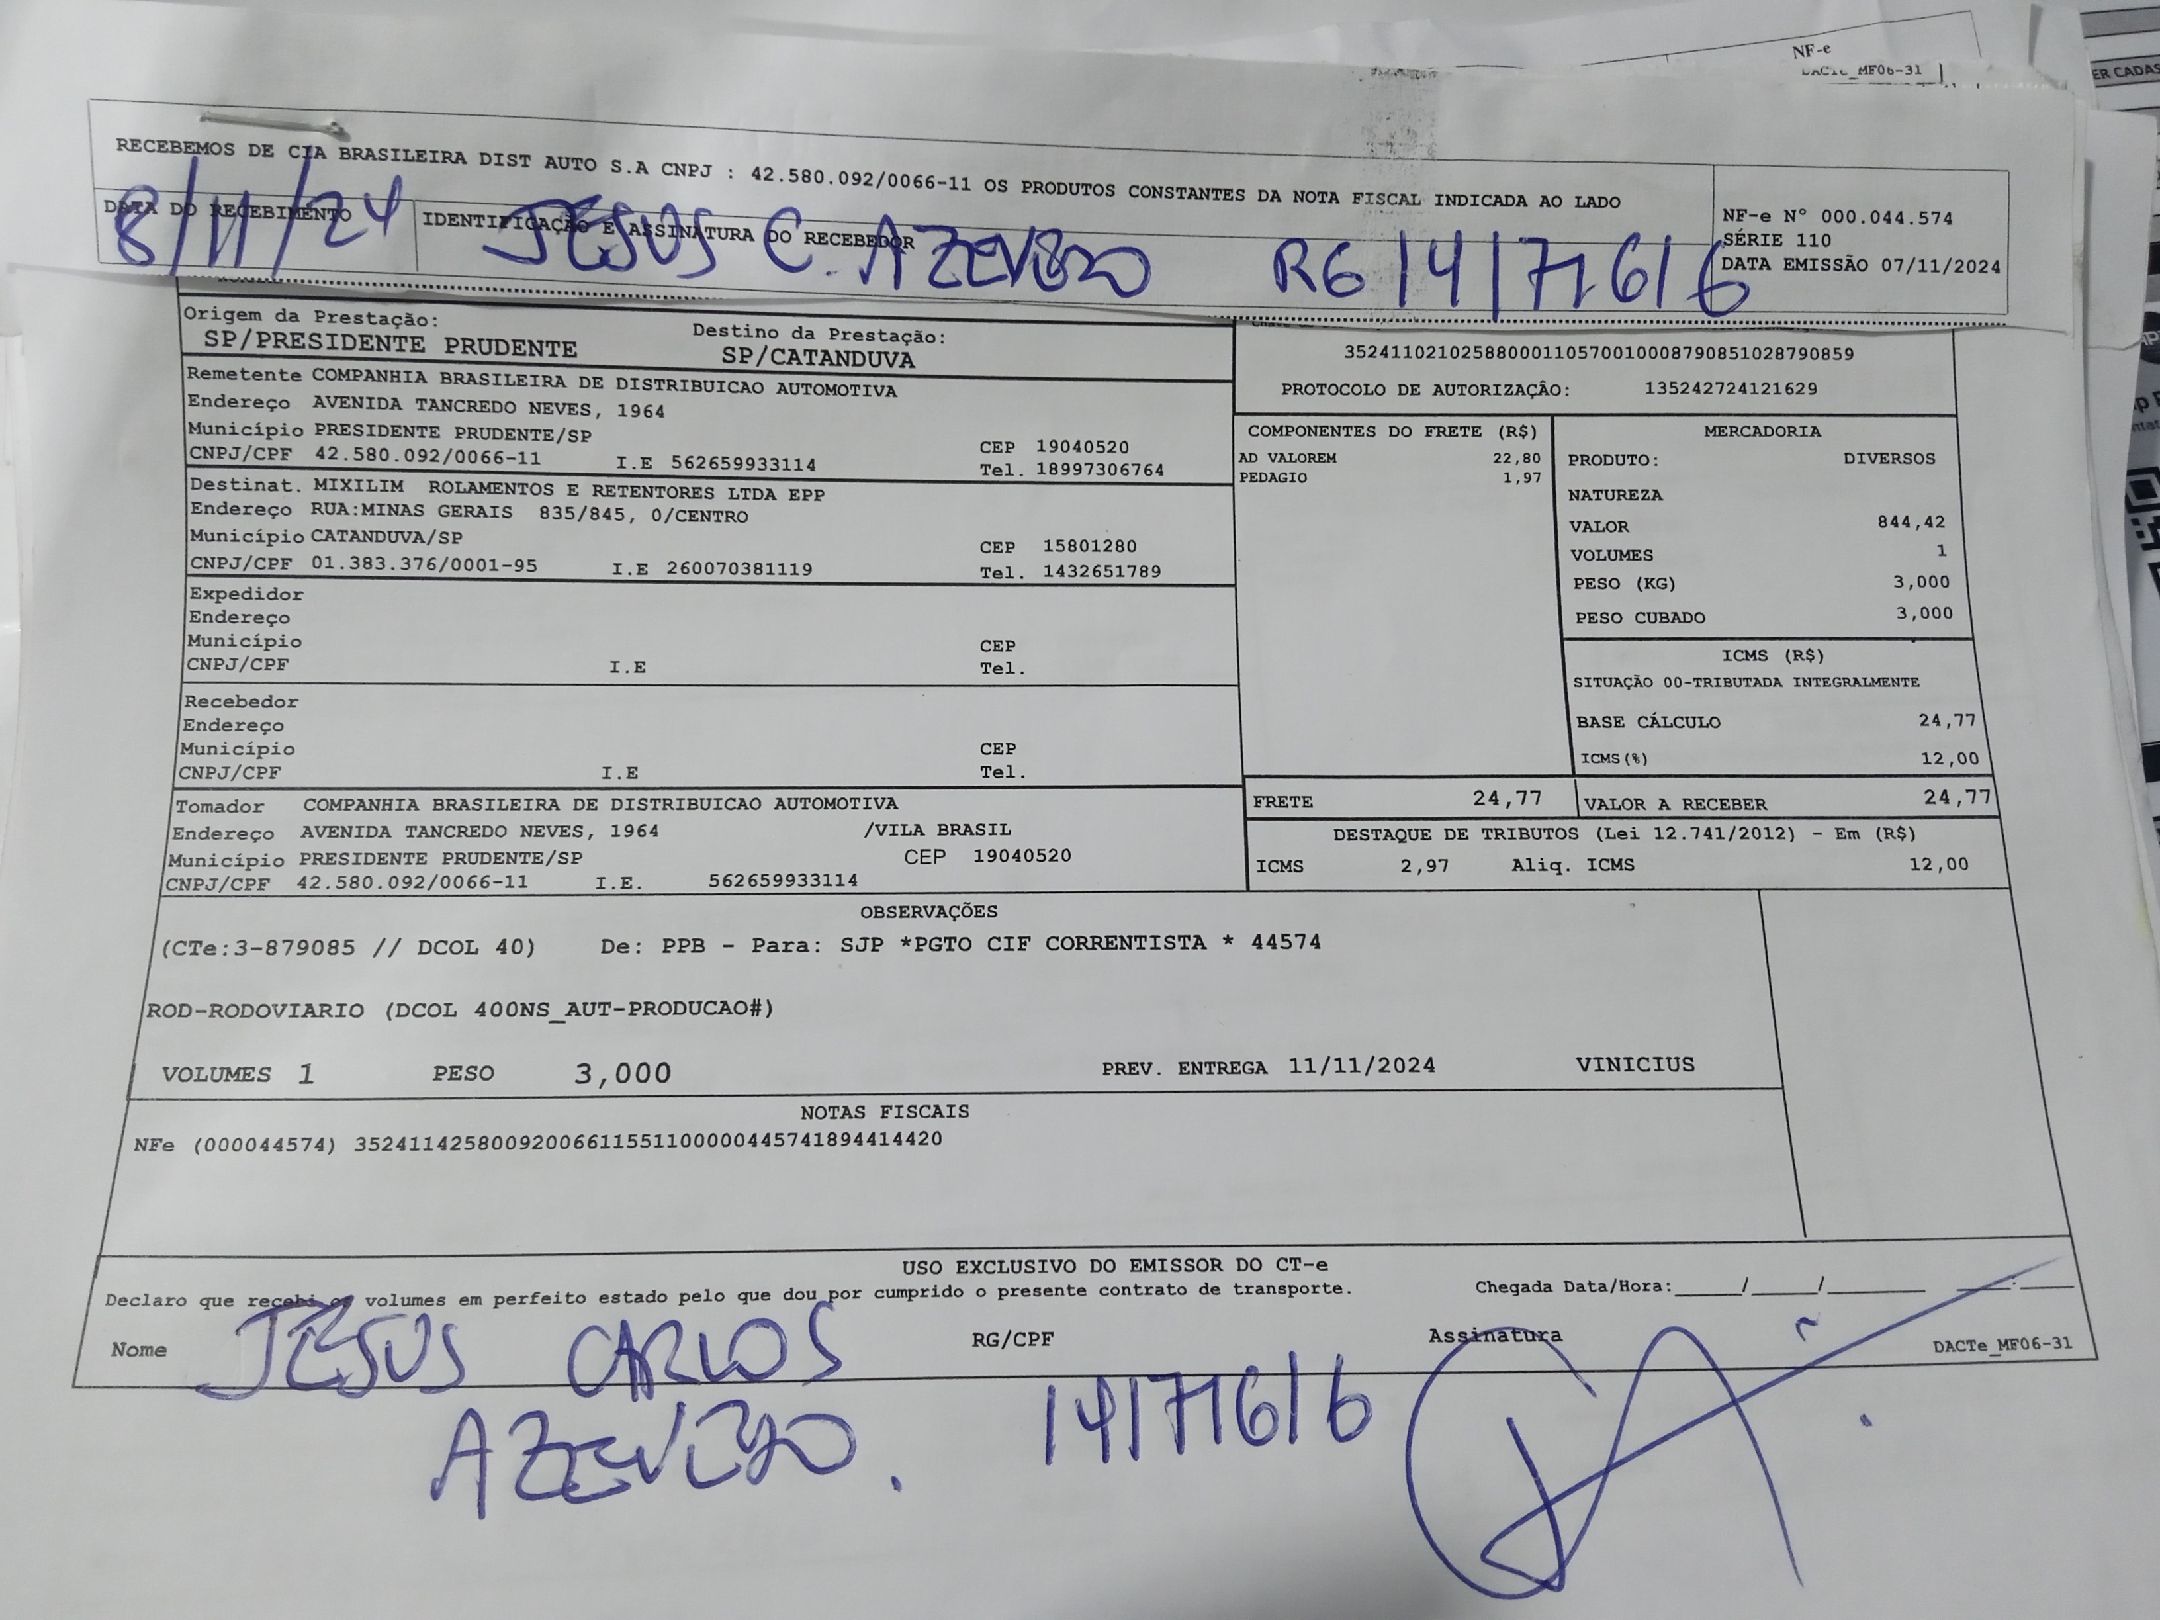 NF-e
DACTe_MF06-31
ER CADAS
RECEBEMOS DE CIA BRASILEIRA DIST AUTO S.A CNPJ : 42.580.092/0066-11 OS PRODUTOS CONSTANTES DA NOTA FISCAL INDICADA AO LADO
DATA DO RECEBIMENTO IDENTIFICAÇÃO E ASSINATURA DO RECEBEDOR
8/11/24 JESUS C. AZEVEDO RG 14177616
NF-e Nº 000.044.574
SÉRIE 110
DATA EMISSÃO 07/11/2024
Origem da Prestação: Destino da Prestação:
SP/PRESIDENTE PRUDENTE SP/CATANDUVA
35241102102588000110570010008790851028790859
PROTOCOLO DE AUTORIZAÇÃO: 135242724121629
Remetente COMPANHIA BRASILEIRA DE DISTRIBUICAO AUTOMOTIVA
Endereço AVENIDA TANCREDO NEVES, 1964
Município PRESIDENTE PRUDENTE/SP CEP 19040520
CNPJ/CPF 42.580.092/0066-11 I.E 562659933114 Tel. 18997306764
Destinat. MIXILIM ROLAMENTOS E RETENTORES LTDA EPP
Endereço RUA:MINAS GERAIS 835/845, 0/CENTRO
Município CATANDUVA/SP CEP 15801280
CNPJ/CPF 01.383.376/0001-95 I.E 260070381119 Tel. 1432651789
Expedidor
Endereço
Município CEP
CNPJ/CPF I.E Tel.
Recebedor
Endereço
Município CEP
CNPJ/CPF I.E Tel.
Tomador COMPANHIA BRASILEIRA DE DISTRIBUICAO AUTOMOTIVA
Endereço AVENIDA TANCREDO NEVES, 1964 /VILA BRASIL
Município PRESIDENTE PRUDENTE/SP CEP 19040520
CNPJ/CPF 42.580.092/0066-11 I.E. 562659933114
COMPONENTES DO FRETE (R$)
AD VALOREM 22,80
PEDAGIO 1,97
MERCADORIA
PRODUTO: DIVERSOS
NATUREZA
VALOR 844,42
VOLUMES 1
PESO (KG) 3,000
PESO CUBADO 3,000
ICMS (R$)
SITUAÇÃO 00-TRIBUTADA INTEGRALMENTE
BASE CÁLCULO 24,77
ICMS(%) 12,00
FRETE 24,77 VALOR A RECEBER 24,77
DESTAQUE DE TRIBUTOS (Lei 12.741/2012) - Em (R$)
ICMS 2,97 Aliq. ICMS 12,00
OBSERVAÇÕES
(CTe:3-879085 // DCOL 40) De: PPB - Para: SJP *PGTO CIF CORRENTISTA * 44574
ROD-RODOVIARIO (DCOL 400NS_AUT-PRODUCAO#)
VOLUMES 1 PESO 3,000 PREV. ENTREGA 11/11/2024 VINICIUS
NOTAS FISCAIS
NFe (000044574) 35241142580092006611551100000445741894414420
USO EXCLUSIVO DO EMISSOR DO CT-e
Declaro que recebi os volumes em perfeito estado pelo que dou por cumprido o presente contrato de transporte. Chegada Data/Hora:_____/_____/_______ ____:____
Nome JESUS CARLOS RG/CPF Assinatura DACTe_MF06-31
AZEVEDO. 14177616